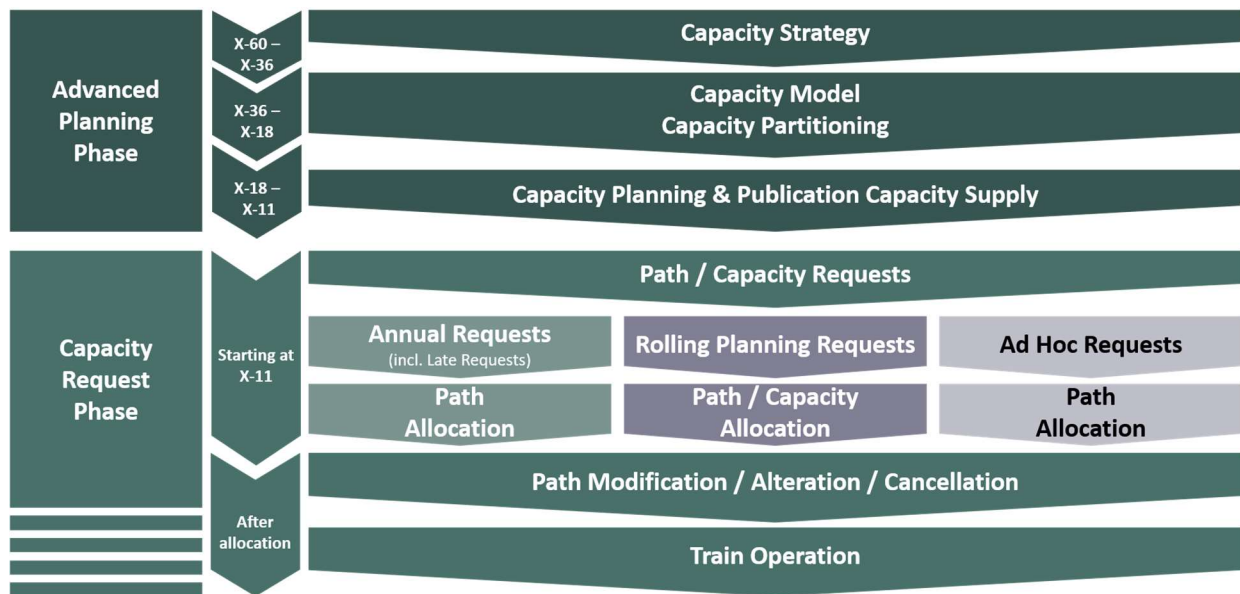 Advanced
Planning
Phase
X-60 –
X-36
Capacity Strategy
X-36 –
X-18
Capacity Model
Capacity Partitioning
X-18 –
X-11
Capacity Planning & Publication Capacity Supply
Capacity
Request
Phase
Starting at
X-11
Path / Capacity Requests
Annual Requests
(incl. Late Requests)
Rolling Planning Requests
Ad Hoc Requests
Path
Allocation
Path / Capacity
Allocation
Path
Allocation
After
allocation
Path Modification / Alteration / Cancellation
Train Operation